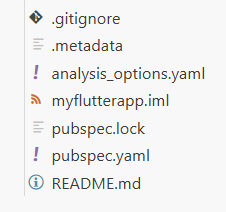 .gitignore
.metadata
analysis_options.yaml
myflutterapp.iml
pubspec.lock
pubspec.yaml
README.md